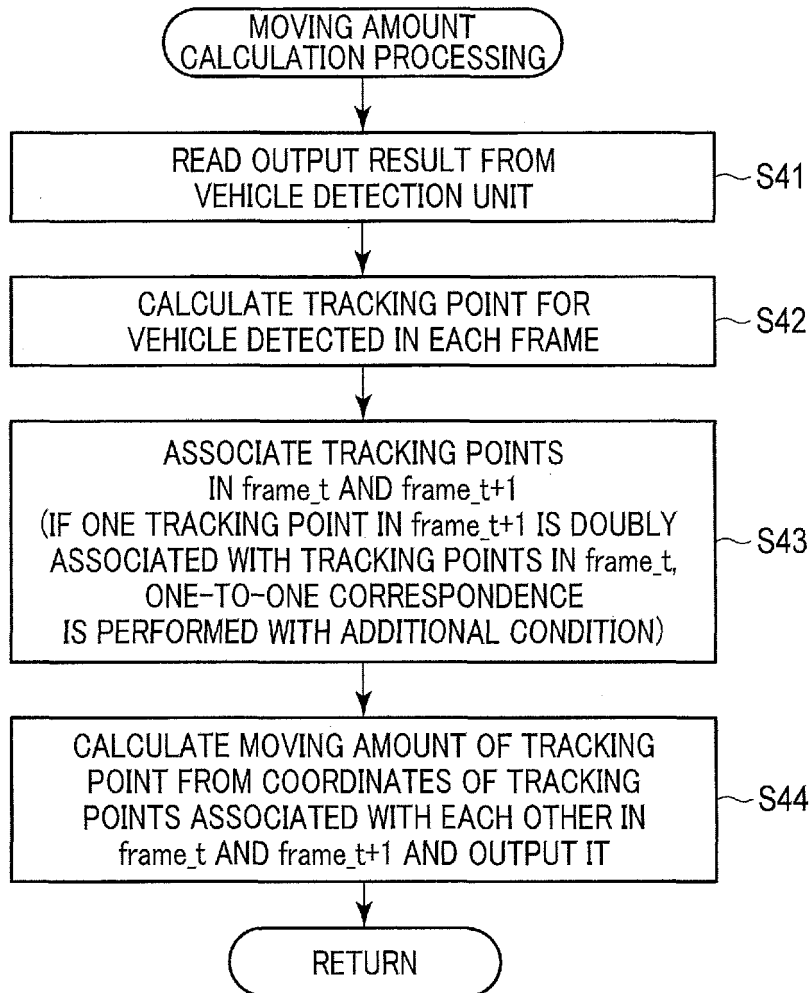 MOVING AMOUNT
CALCULATION PROCESSING
READ OUTPUT RESULT FROM
VEHICLE DETECTION UNIT
S41
CALCULATE TRACKING POINT FOR
VEHICLE DETECTED IN EACH FRAME
S42
ASSOCIATE TRACKING POINTS
IN frame_t AND frame_t+1
(IF ONE TRACKING POINT IN frame_t+1 IS DOUBLY
ASSOCIATED WITH TRACKING POINTS IN frame_t,
ONE-TO-ONE CORRESPONDENCE
IS PERFORMED WITH ADDITIONAL CONDITION)
S43
CALCULATE MOVING AMOUNT OF TRACKING
POINT FROM COORDINATES OF TRACKING
POINTS ASSOCIATED WITH EACH OTHER IN
frame_t AND frame_t+1 AND OUTPUT IT
S44
RETURN